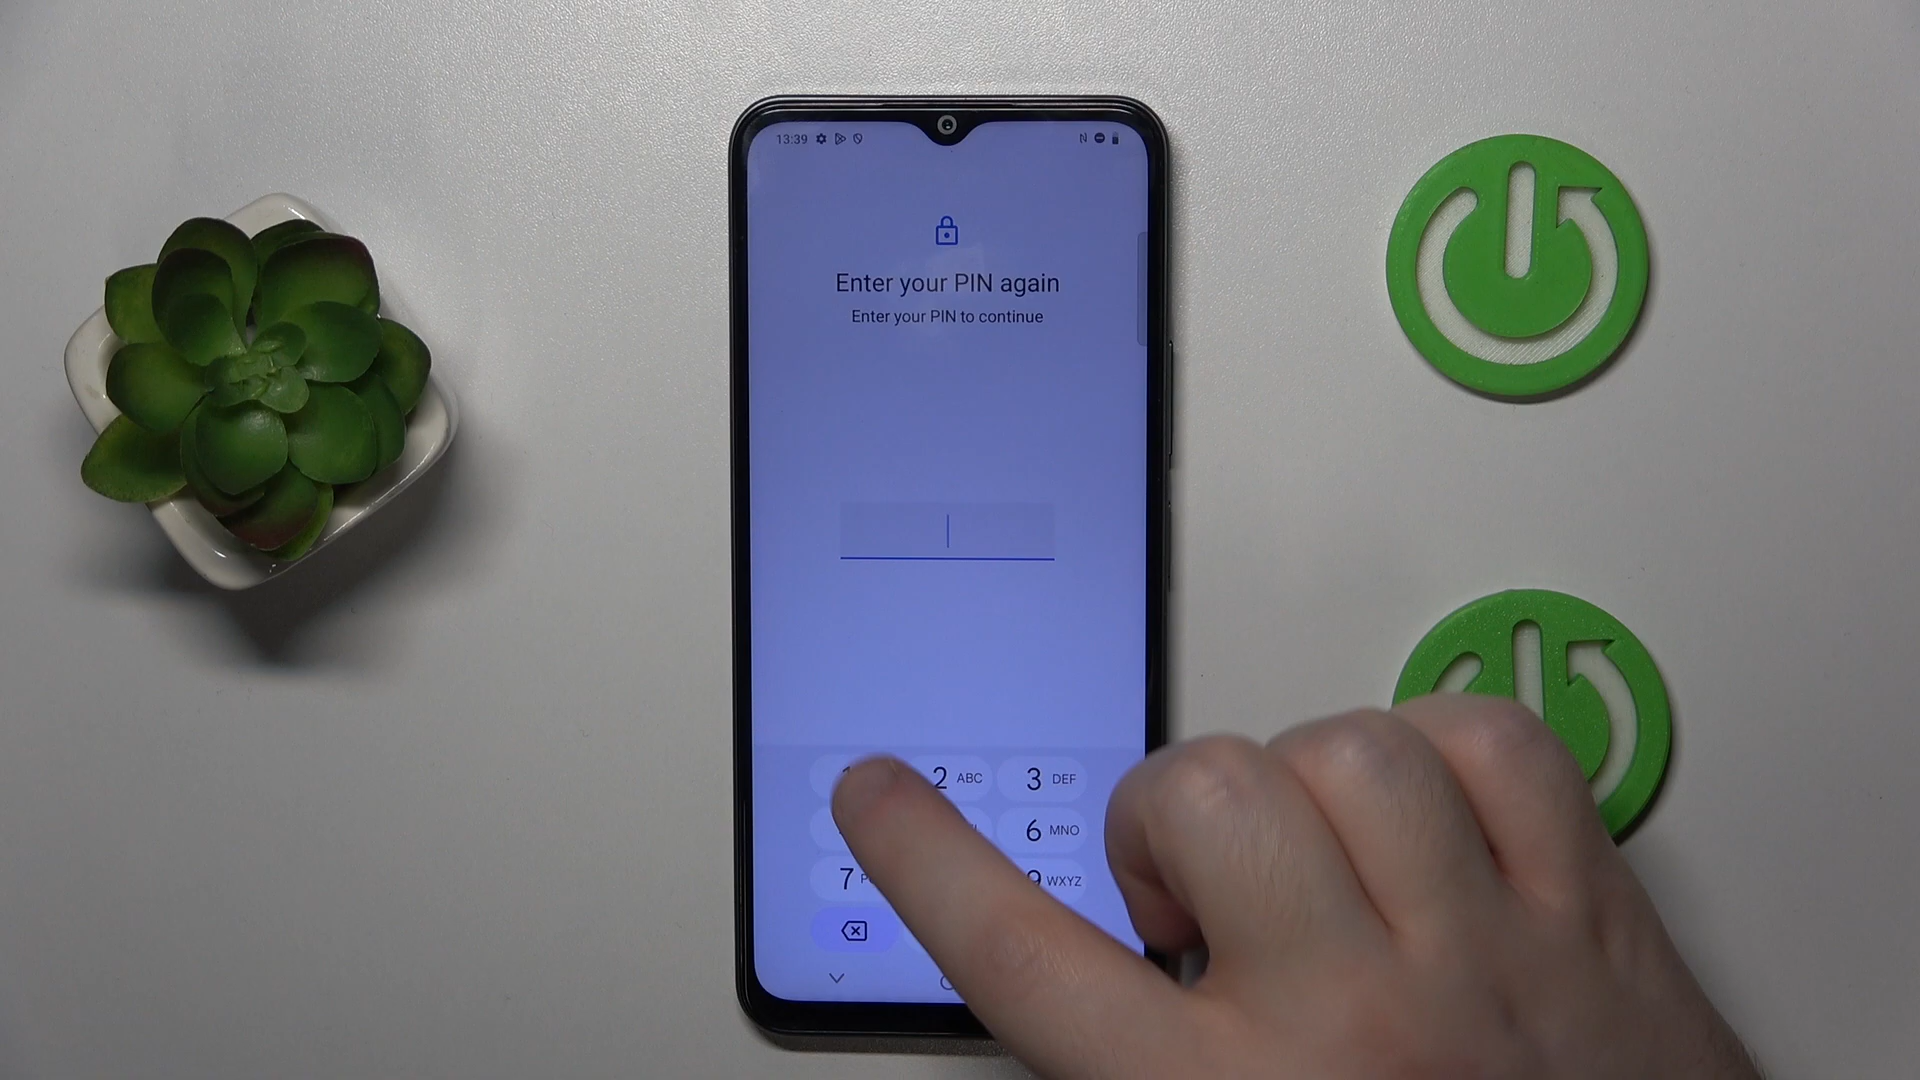 13:39
N
Enter your PIN again
Enter your PIN to continue
2 ABC
3 DEF
6 MNO
7
9 WXYZ